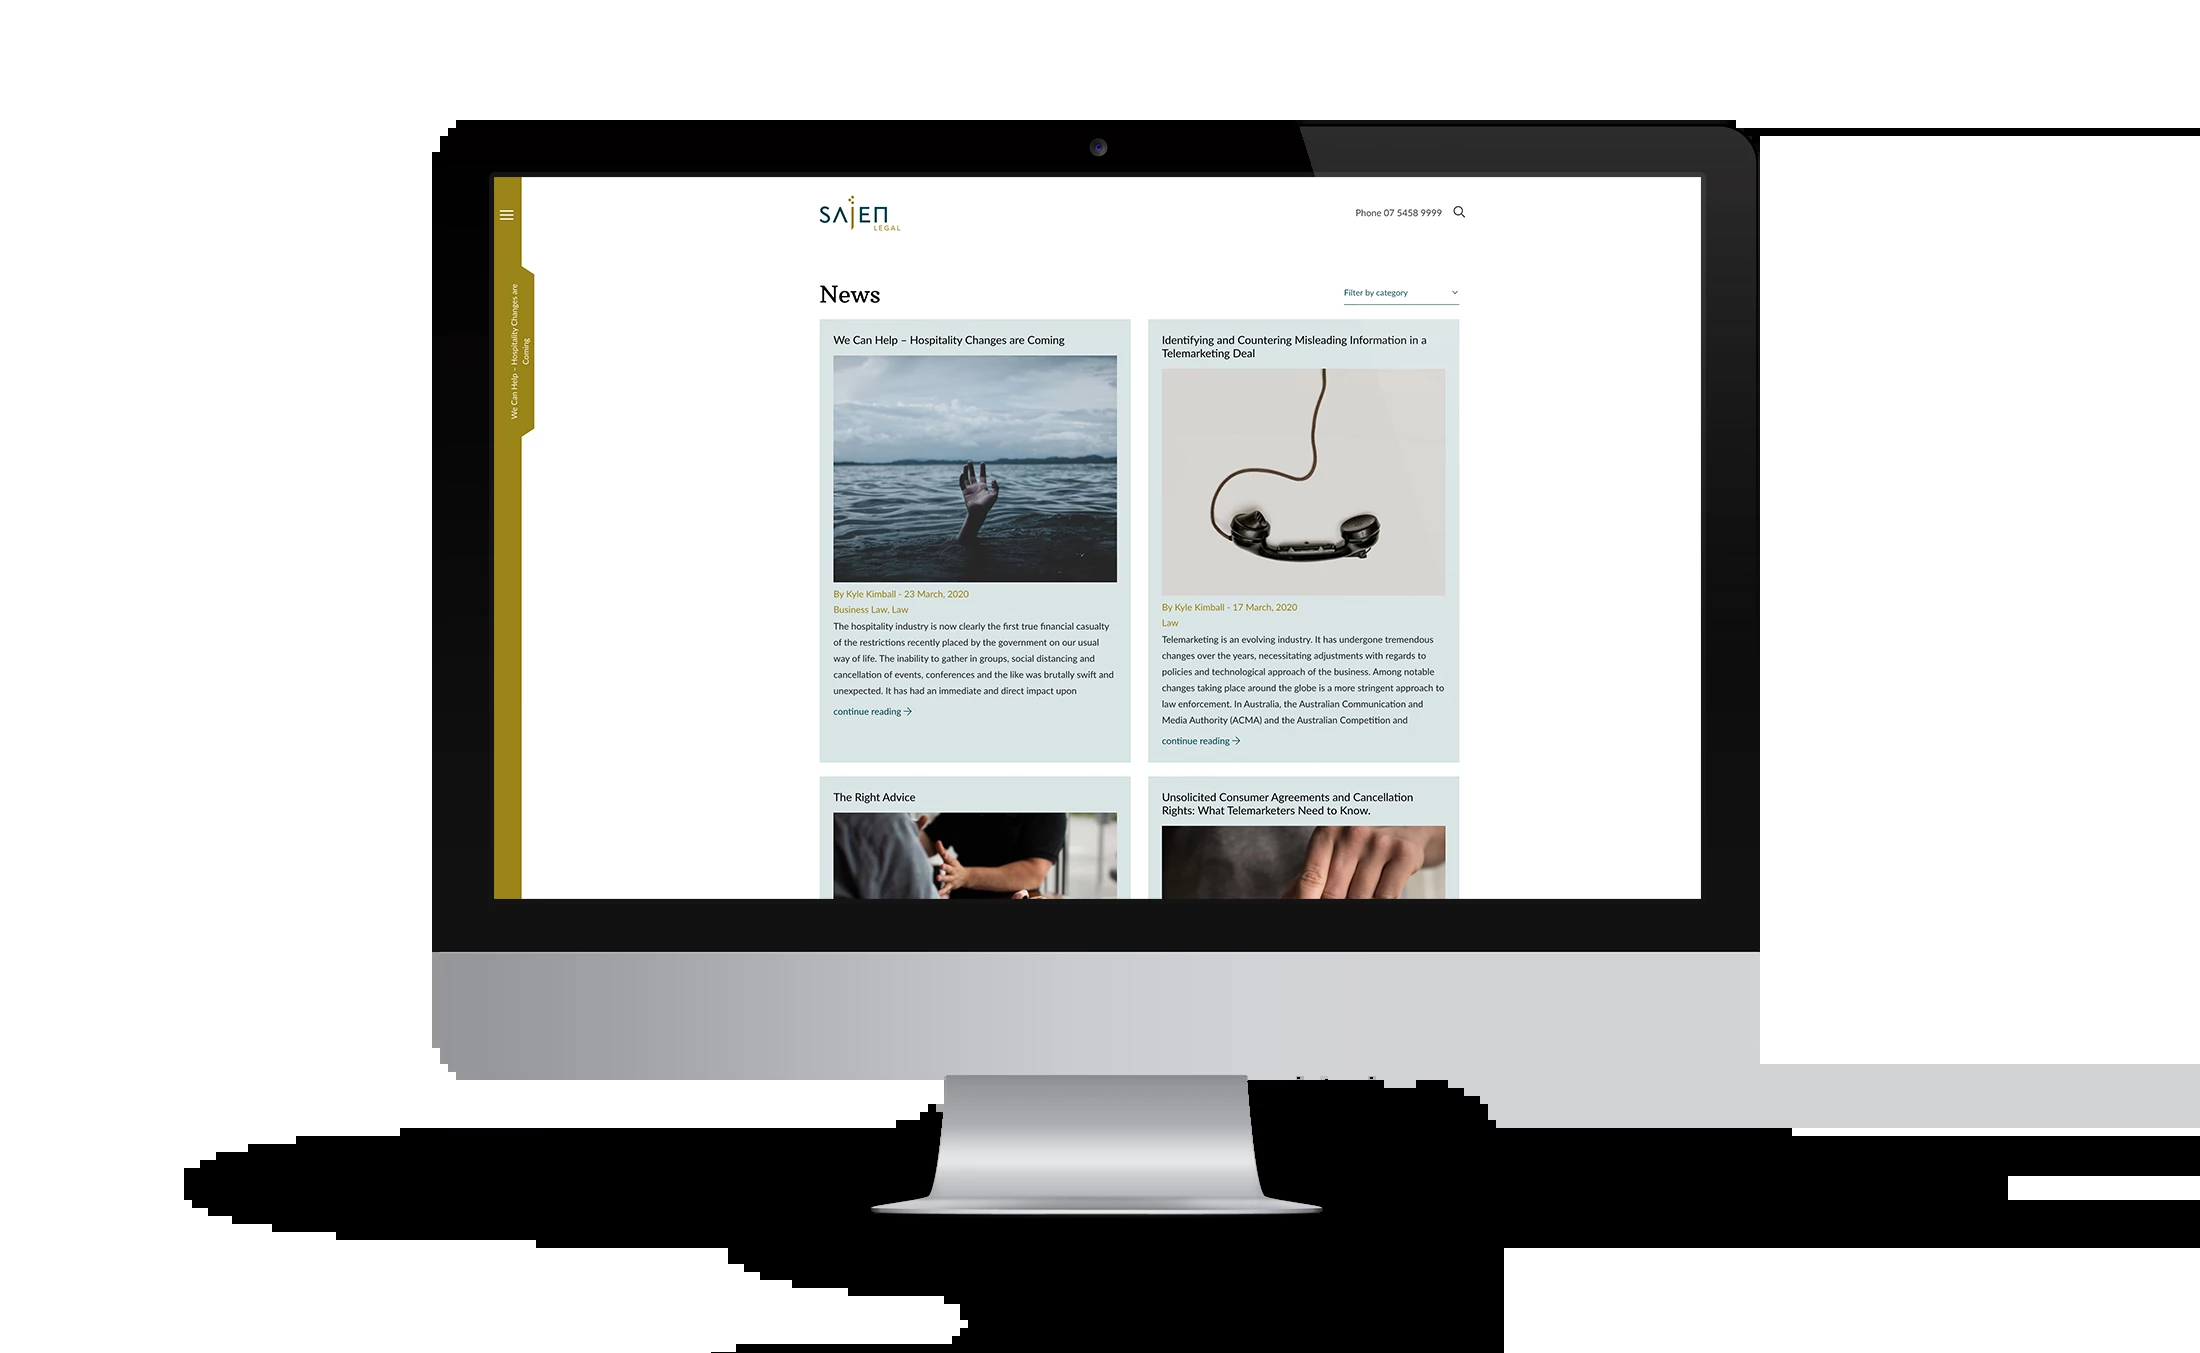 SAJEN
LEGAL
Phone 07 5458 9999
We Can Help – Hospitality Changes are
Coming
News
Filter by category
We Can Help – Hospitality Changes are Coming
By Kyle Kimball - 23 March, 2020
Business Law, Law
The hospitality industry is now clearly the first true financial casualty
of the restrictions recently placed by the government on our usual
way of life. The inability to gather in groups, social distancing and
cancellation of events, conferences and the like was brutally swift and
unexpected. It has had an immediate and direct impact upon
continue reading →
Identifying and Countering Misleading Information in a
Telemarketing Deal
By Kyle Kimball - 17 March, 2020
Law
Telemarketing is an evolving industry. It has undergone tremendous
changes over the years, necessitating adjustments with regards to
policies and technological approach of the business. Among notable
changes taking place around the globe is a more stringent approach to
law enforcement. In Australia, the Australian Communication and
Media Authority (ACMA) and the Australian Competition and
continue reading →
The Right Advice
Unsolicited Consumer Agreements and Cancellation
Rights: What Telemarketers Need to Know.